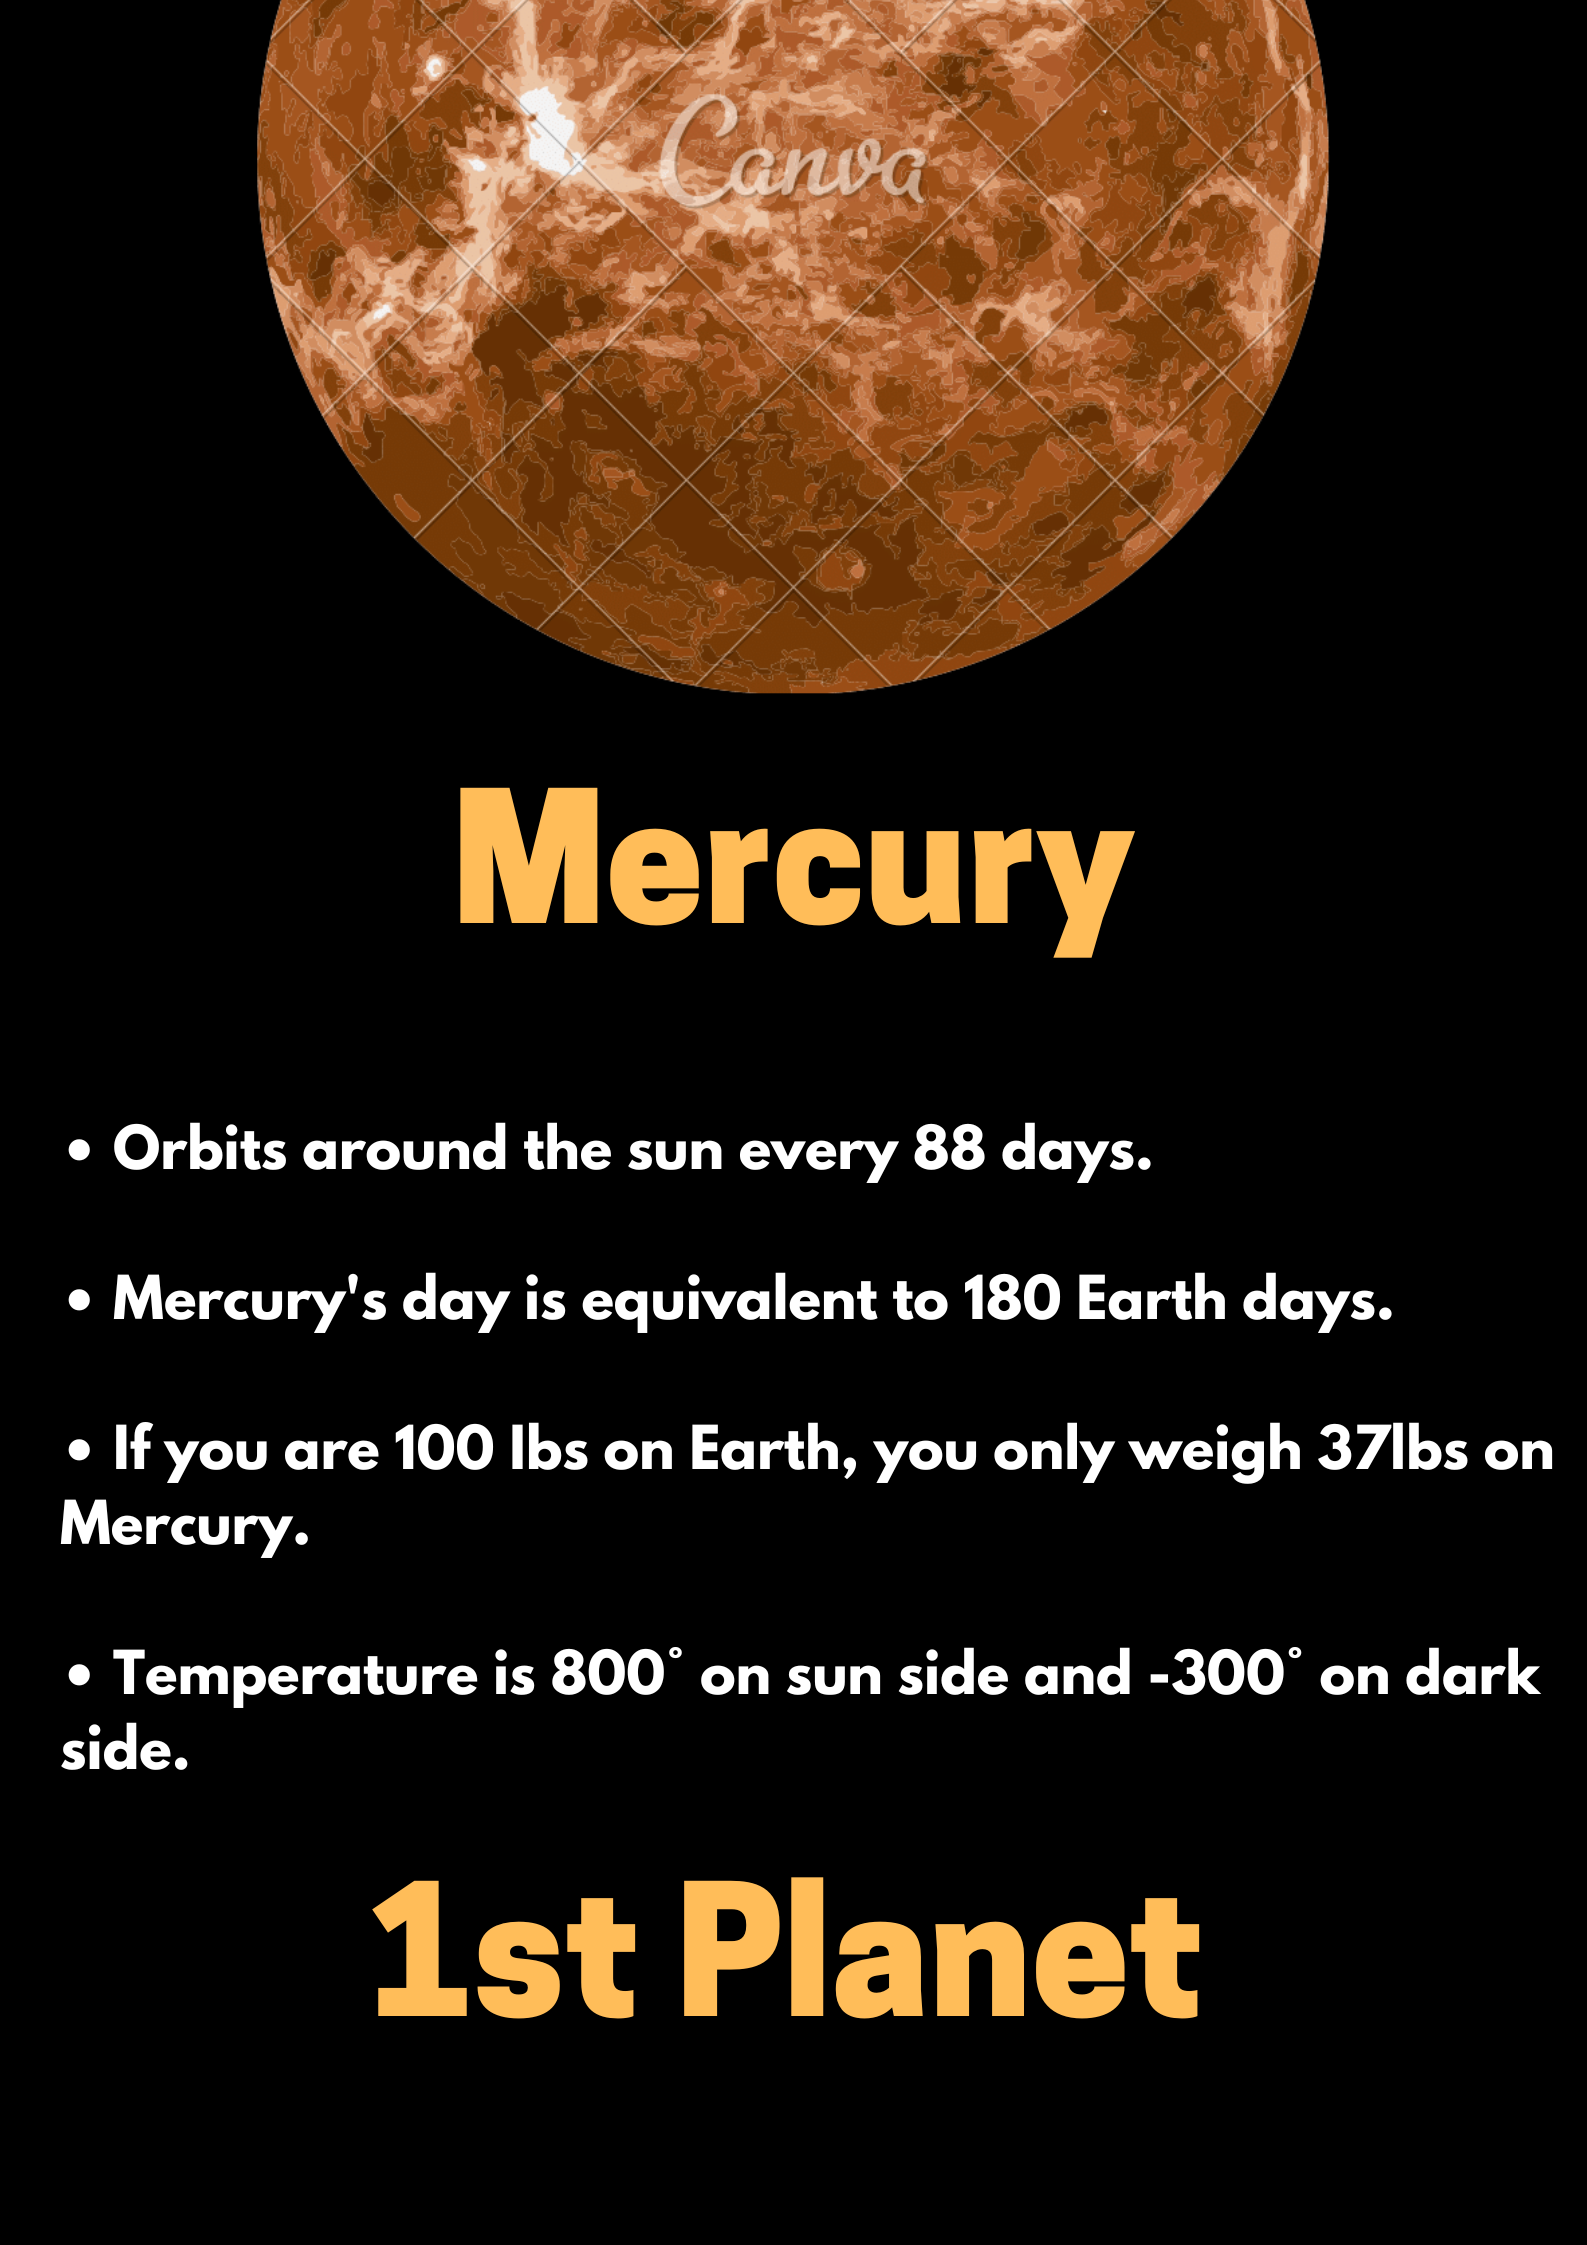 Canva
Mercury
• Orbits around the sun every 88 days.
• Mercury's day is equivalent to 180 Earth days.
• If you are 100 lbs on Earth, you only weigh 37lbs on
Mercury.
• Temperature is 800° on sun side and -300° on dark
side.
1st Planet